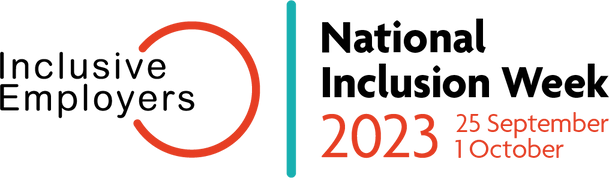 Inclusive
Employers
National
Inclusion Week
2023
25 September
1 October